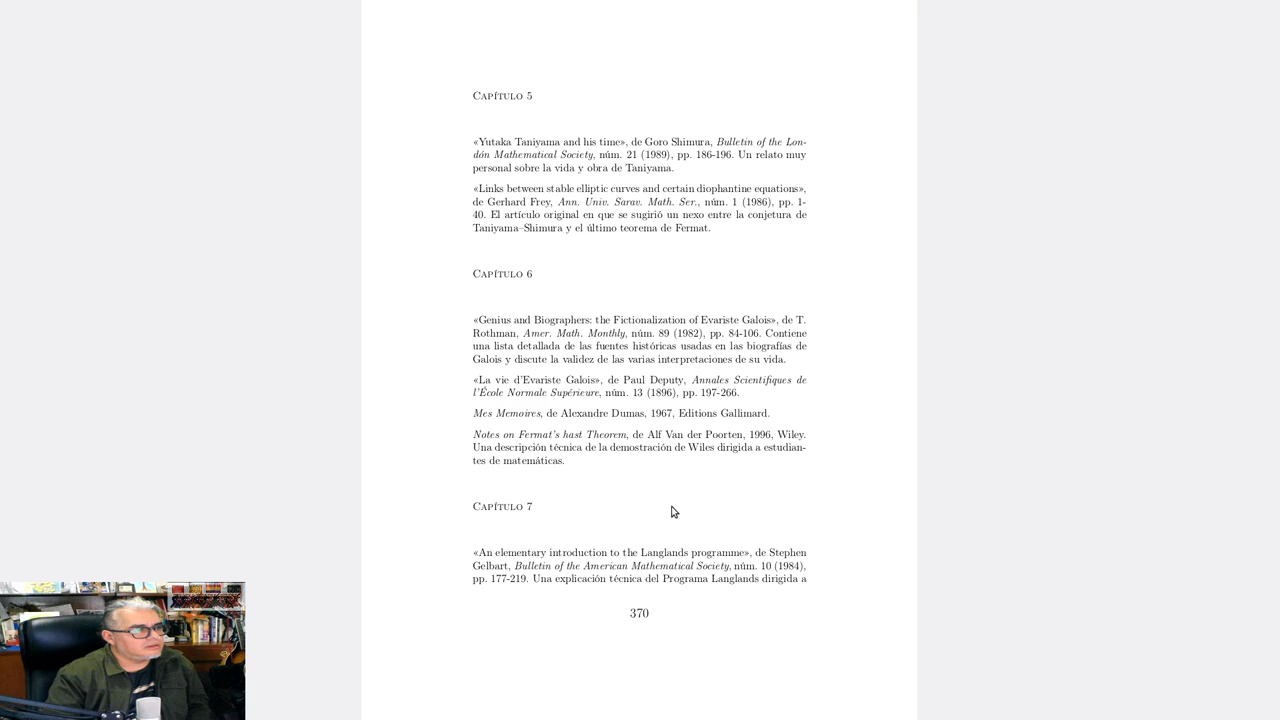 CAPÍTULO 5
«Yutaka Taniyama and his time», de Goro Shimura, Bulletin of the Lon-
dón Mathematical Society, núm. 21 (1989), pp. 186-196. Un relato muy
personal sobre la vida y obra de Taniyama.
«Links between stable elliptic curves and certain diophantine equations»,
de Gerhard Frey, Ann. Univ. Sarav. Math. Ser., núm. 1 (1986), pp. 1-
40. El artículo original en que se sugirió un nexo entre la conjetura de
Taniyama–Shimura y el último teorema de Fermat.
CAPÍTULO 6
«Genius and Biographers: the Fictionalization of Evariste Galois», de T.
Rothman, Amer. Math. Monthly, núm. 89 (1982), pp. 84-106. Contiene
una lista detallada de las fuentes históricas usadas en las biografías de
Galois y discute la validez de las varias interpretaciones de su vida.
«La vie d'Evariste Galois», de Paul Deputy, Annales Scientifiques de
l'École Normale Supérieure, núm. 13 (1896), pp. 197-266.
Mes Memoires, de Alexandre Dumas, 1967, Editions Gallimard.
Notes on Fermat's hast Theorem, de Alf Van der Poorten, 1996, Wiley.
Una descripción técnica de la demostración de Wiles dirigida a estudian-
tes de matemáticas.
CAPÍTULO 7
«An elementary introduction to the Langlands programme», de Stephen
Gelbart, Bulletin of the American Mathematical Society, núm. 10 (1984),
pp. 177-219. Una explicación técnica del Programa Langlands dirigida a
370